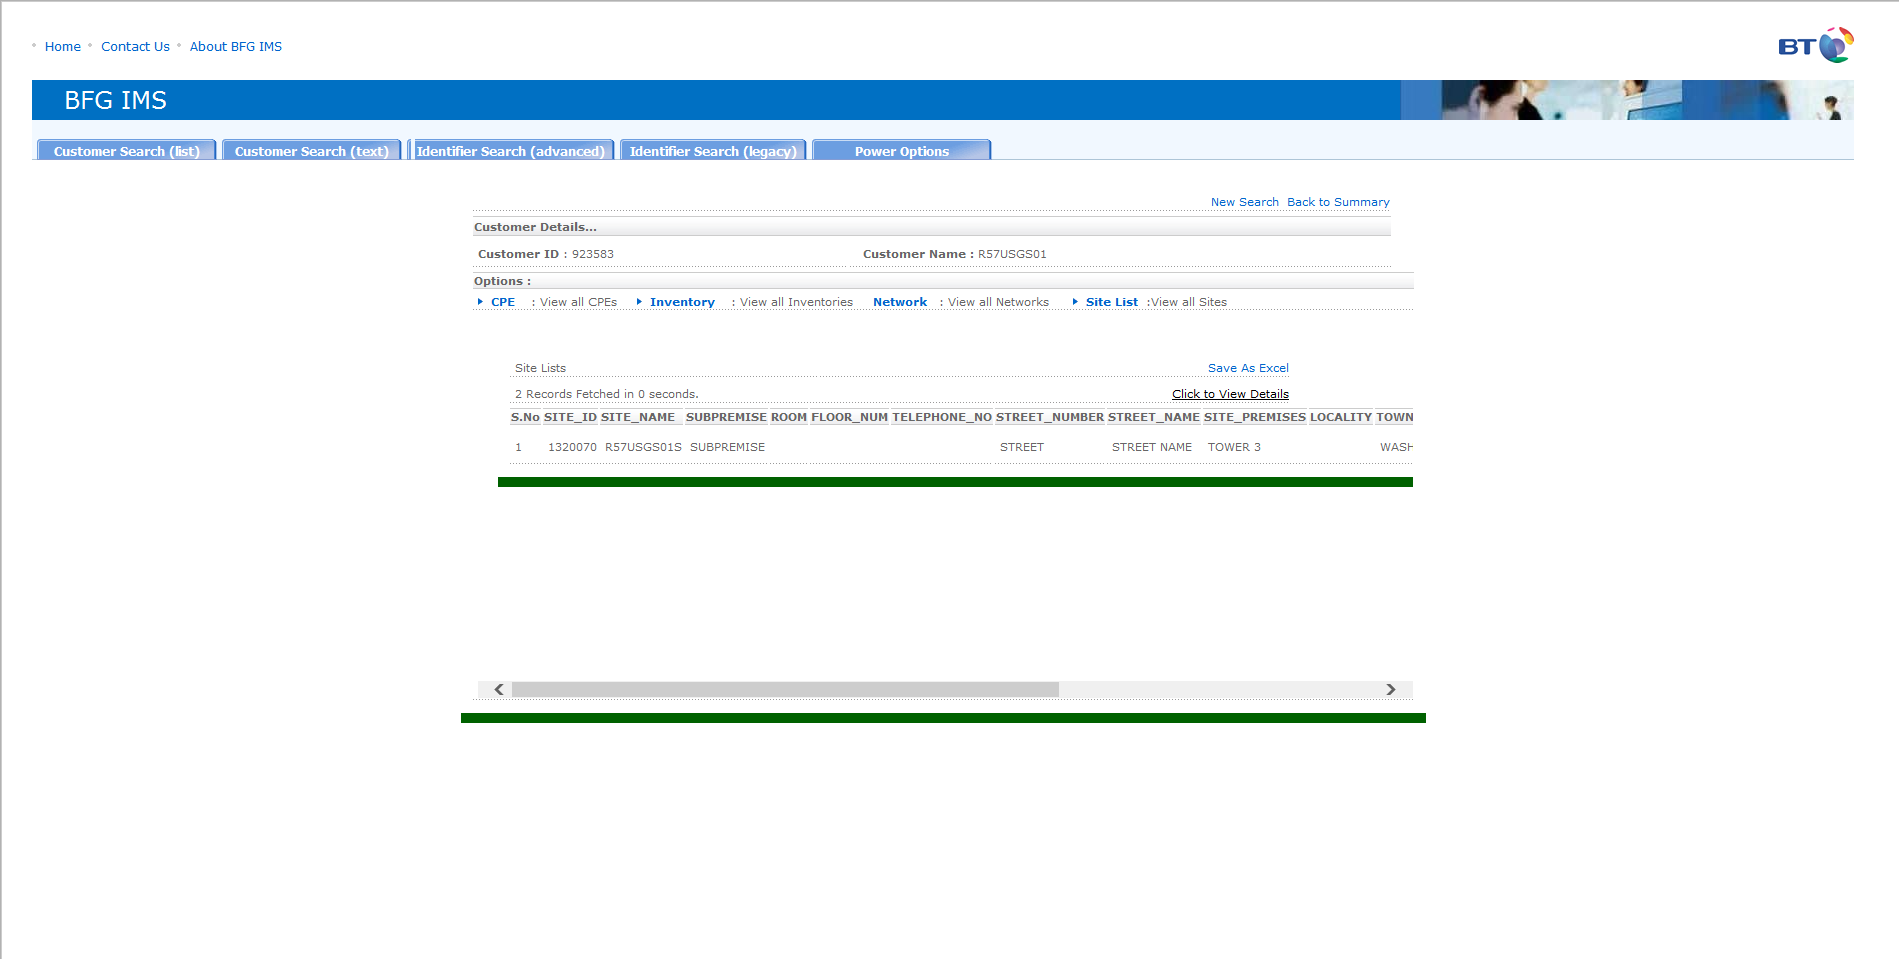 Home Contact Us About BFG IMS
BT
BFG IMS
Customer Search (list) Customer Search (text) Identifier Search (advanced) Identifier Search (legacy) Power Options
New Search Back to Summary
Customer Details...
Customer ID : 923583 Customer Name : R57USGS01
Options :
CPE : View all CPEs Inventory : View all Inventories Network : View all Networks Site List :View all Sites
Site Lists Save As Excel
2 Records Fetched in 0 seconds. Click to View Details
S.No SITE_ID SITE_NAME SUBPREMISE ROOM FLOOR_NUM TELEPHONE_NO STREET_NUMBER STREET_NAME SITE_PREMISES LOCALITY TOWN
1 1320070 R57USGS01S SUBPREMISE STREET STREET NAME TOWER 3 WASH